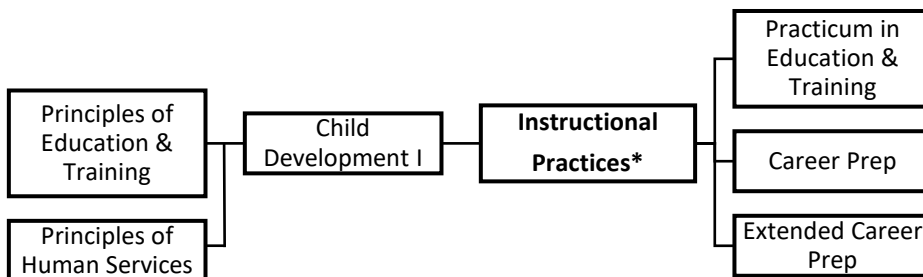 Principles of
Education &
Training
Principles of
Human Services
Child
Development I
Instructional
Practices*
Practicum in
Education &
Training
Career Prep
Extended Career
Prep